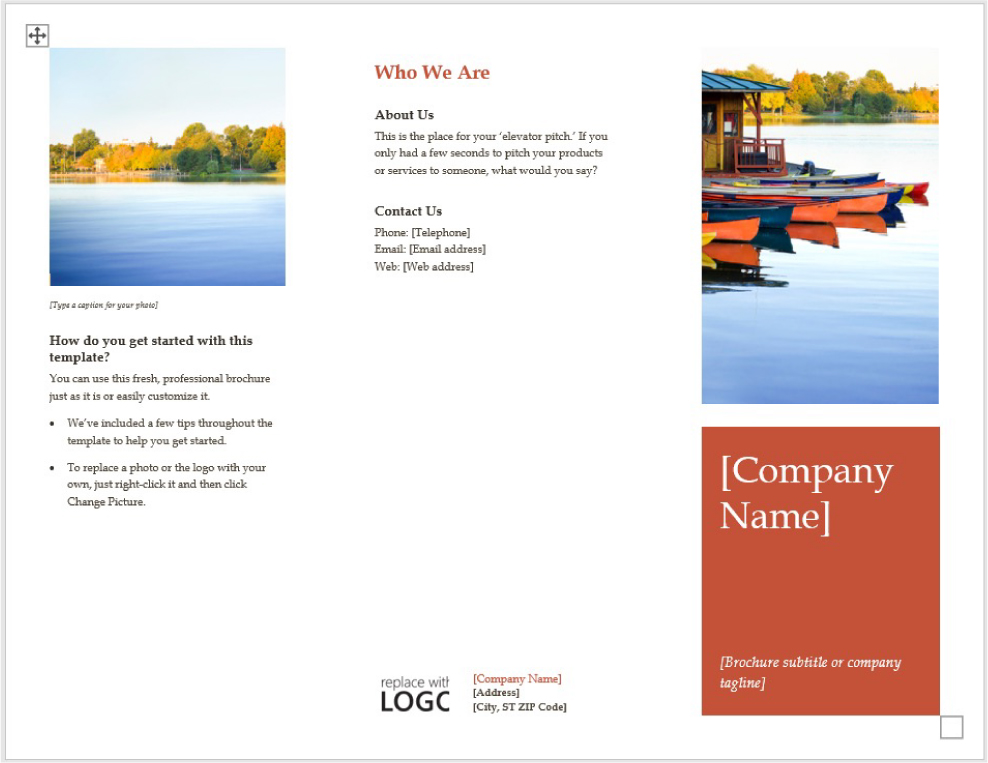 [Type a caption for your photo]
How do you get started with this
template?
You can use this fresh, professional brochure
just as it is or easily customize it.
• We’ve included a few tips throughout the
template to help you get started.
• To replace a photo or the logo with your
own, just right-click it and then click
Change Picture.
Who We Are
About Us
This is the place for your ‘elevator pitch.’ If you
only had a few seconds to pitch your products
or services to someone, what would you say?
Contact Us
Phone: [Telephone]
Email: [Email address]
Web: [Web address]
replace with
LOGO
[Company Name]
[Address]
[City, ST ZIP Code]
[Company
Name]
[Brochure subtitle or company
tagline]